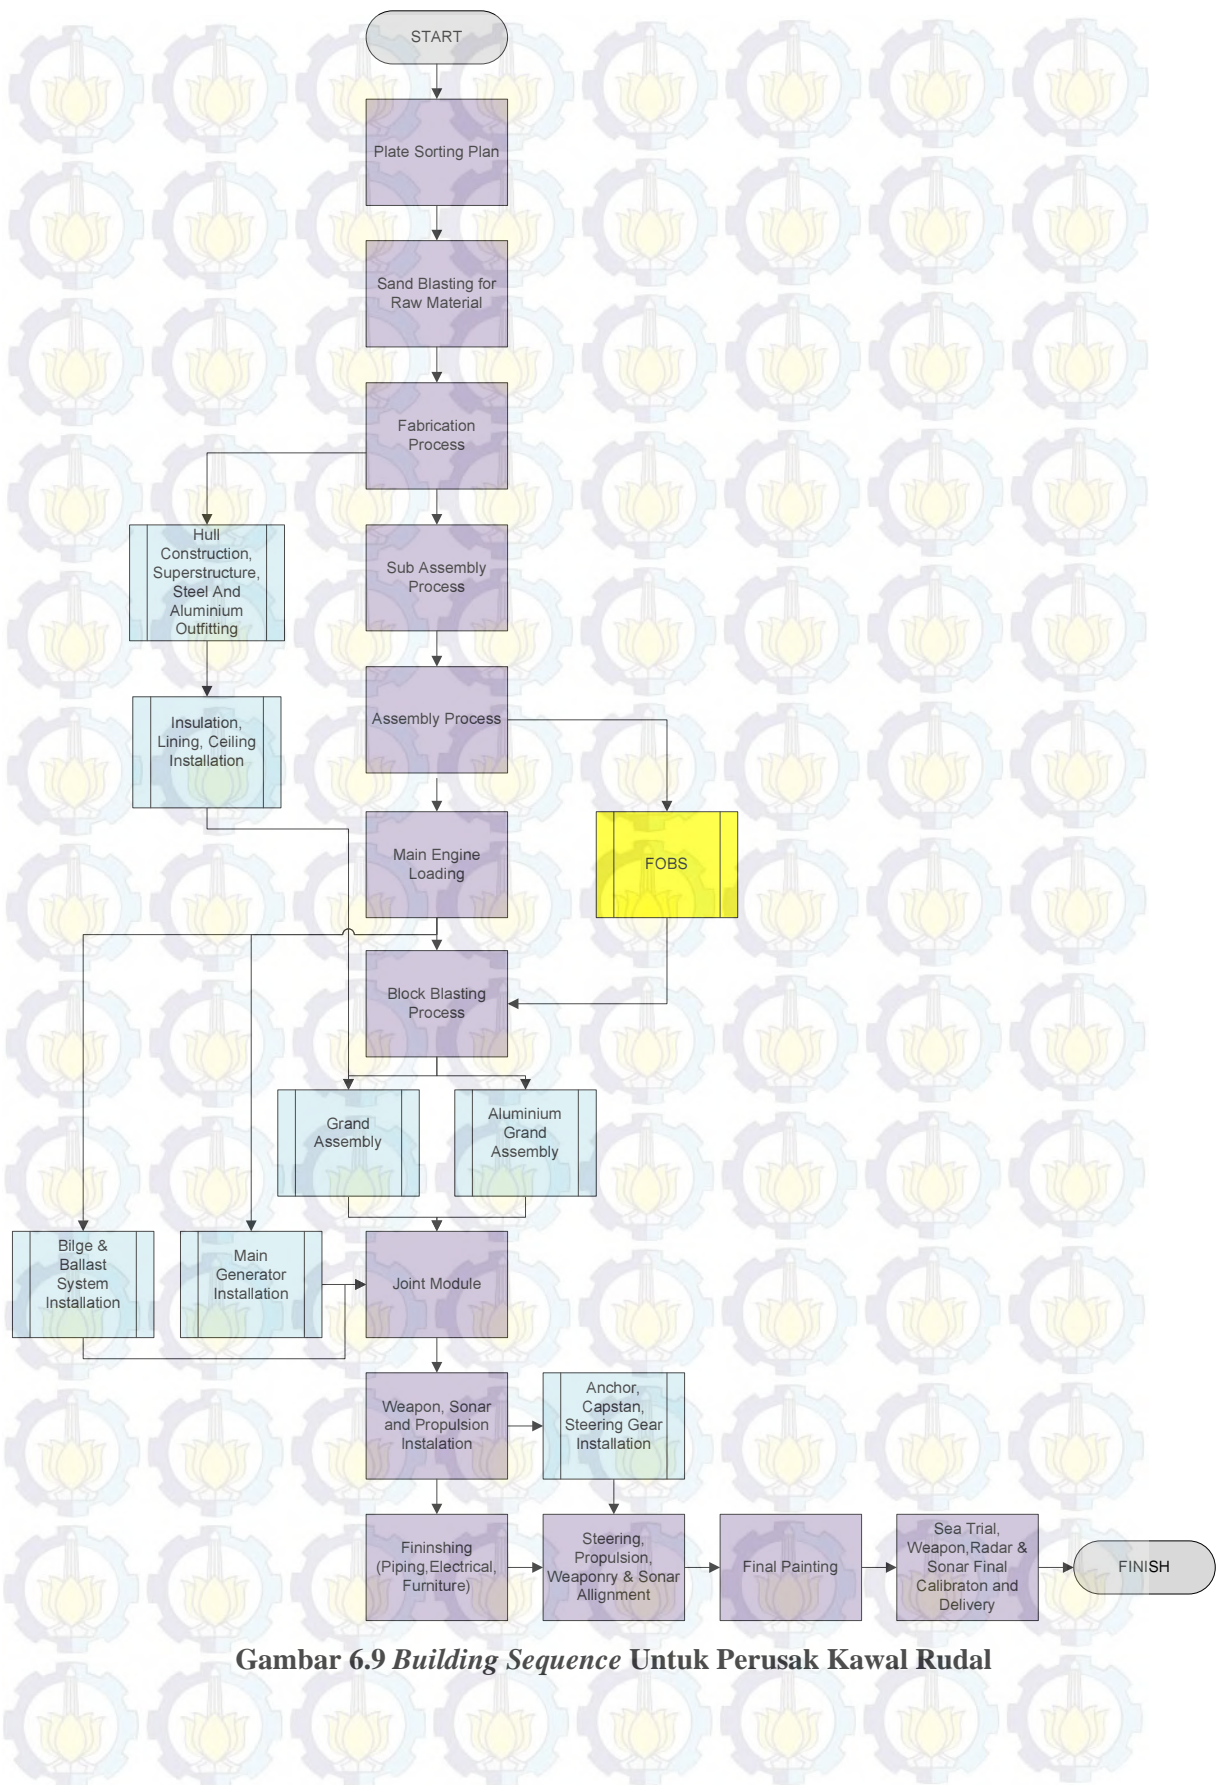 START
Plate Sorting Plan
Sand Blasting for
Raw Material
Fabrication
Process
Hull
Construction,
Superstructure,
Steel And
Aluminium
Outfitting
Sub Assembly
Process
Insulation,
Lining, Ceiling
Installation
Assembly Process
Main Engine
Loading
FOBS
Block Blasting
Process
Grand
Assembly
Aluminium
Grand
Assembly
Bilge &
Ballast
System
Installation
Main
Generator
Installation
Joint Module
Weapon, Sonar
and Propulsion
Instalation
Anchor,
Capstan,
Steering Gear
Installation
Fininshing
(Piping,Electrical,
Furniture)
Steering,
Propulsion,
Weaponry & Sonar
Allignment
Final Painting
Sea Trial,
Weapon,Radar &
Sonar Final
Calibraton and
Delivery
FINISH
Gambar 6.9 Building Sequence Untuk Perusak Kawal Rudal